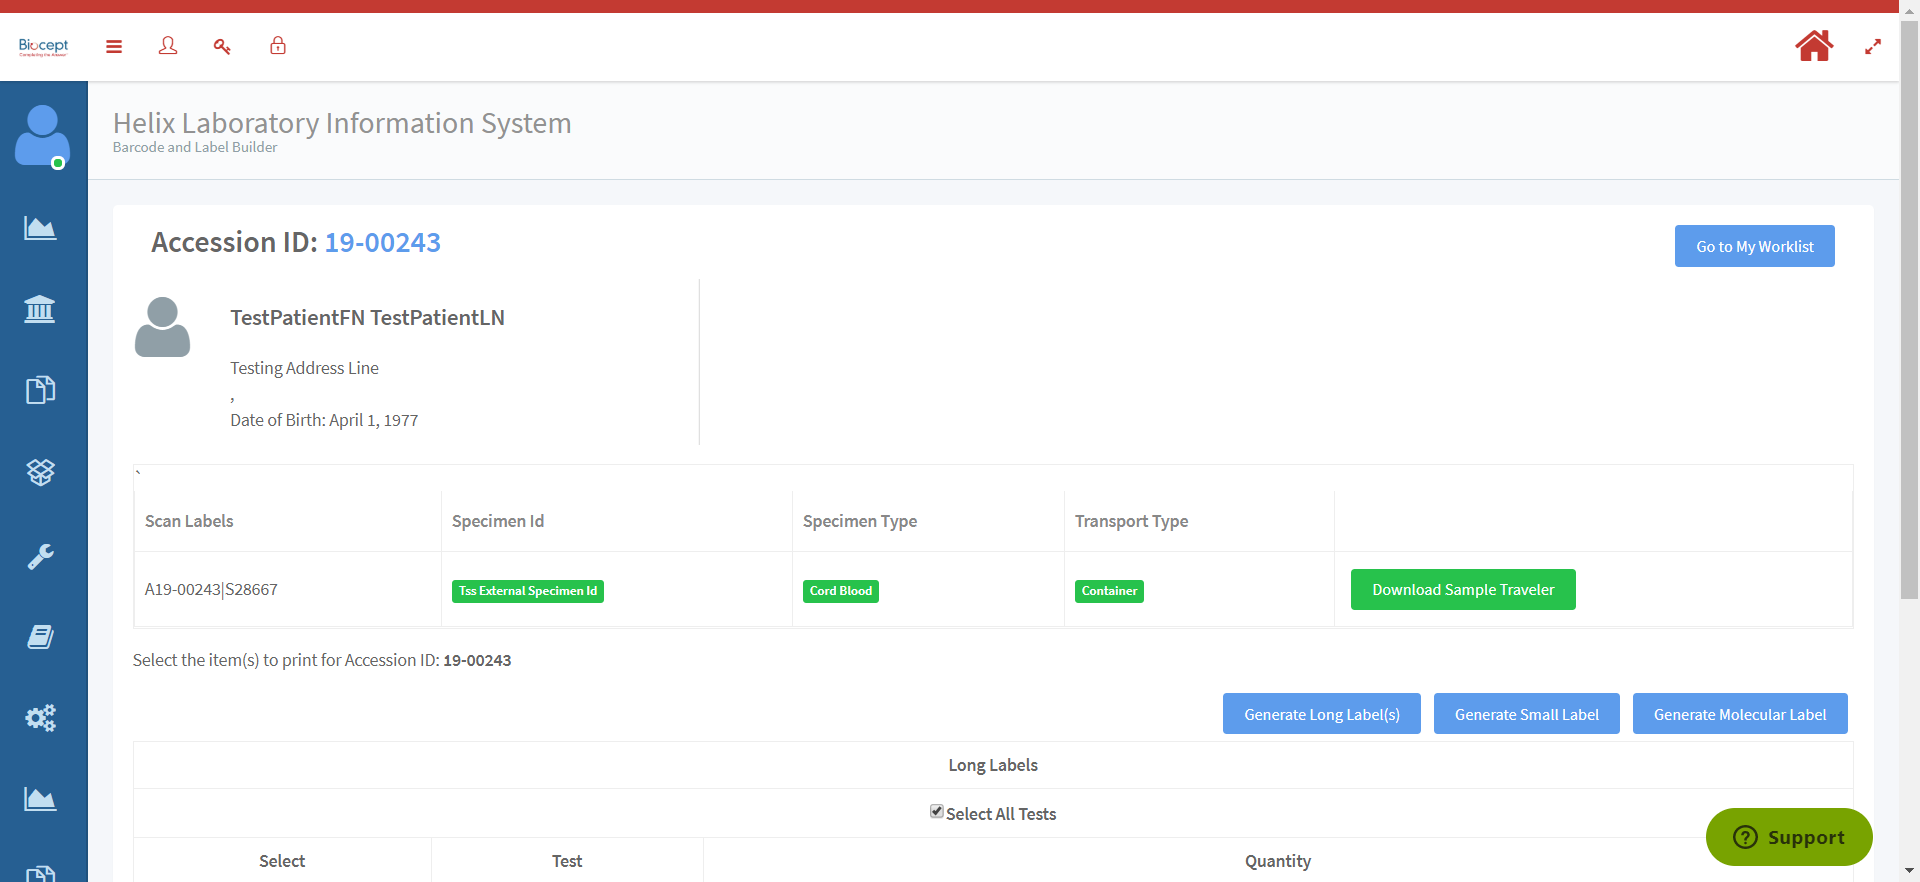 Biocept
Helix Laboratory Information System
Barcode and Label Builder
Accession ID: 19-00243
Go to My Worklist
TestPatientFN TestPatientLN
Testing Address Line
,
Date of Birth: April 1, 1977
`
Scan Labels Specimen Id Specimen Type Transport Type
A19-00243|S28667 Tss External Specimen Id Cord Blood Container Download Sample Traveler
Select the item(s) to print for Accession ID: 19-00243
Generate Long Label(s) Generate Small Label Generate Molecular Label
Long Labels
Select All Tests
Support
Select Test Quantity